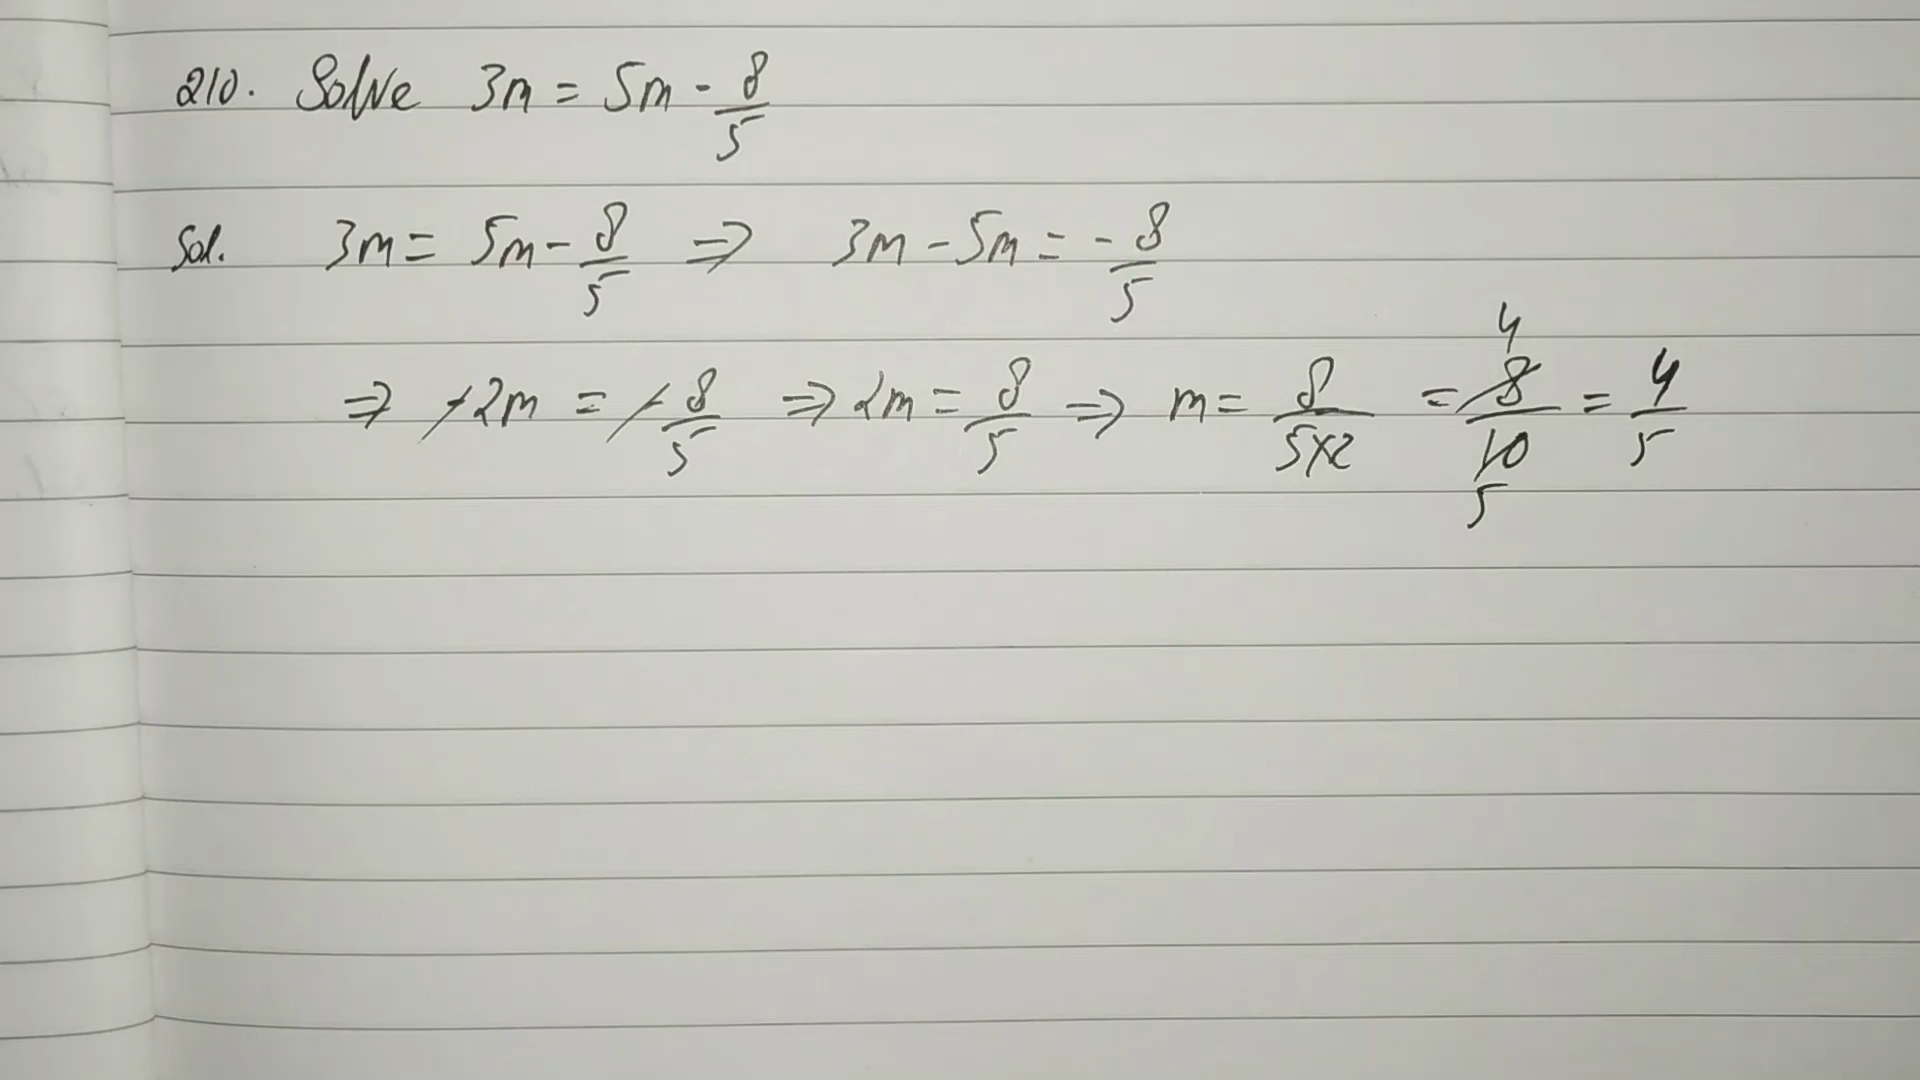 210. Solve 3m = 5m - 8/5
Sol. 3m = 5m - 8/5 ⇒ 3m - 5m = - 8/5
⇒ -2m = - 8/5 ⇒ 2m = 8/5 ⇒ m = 8/5×2 = 8/10 = 4/5